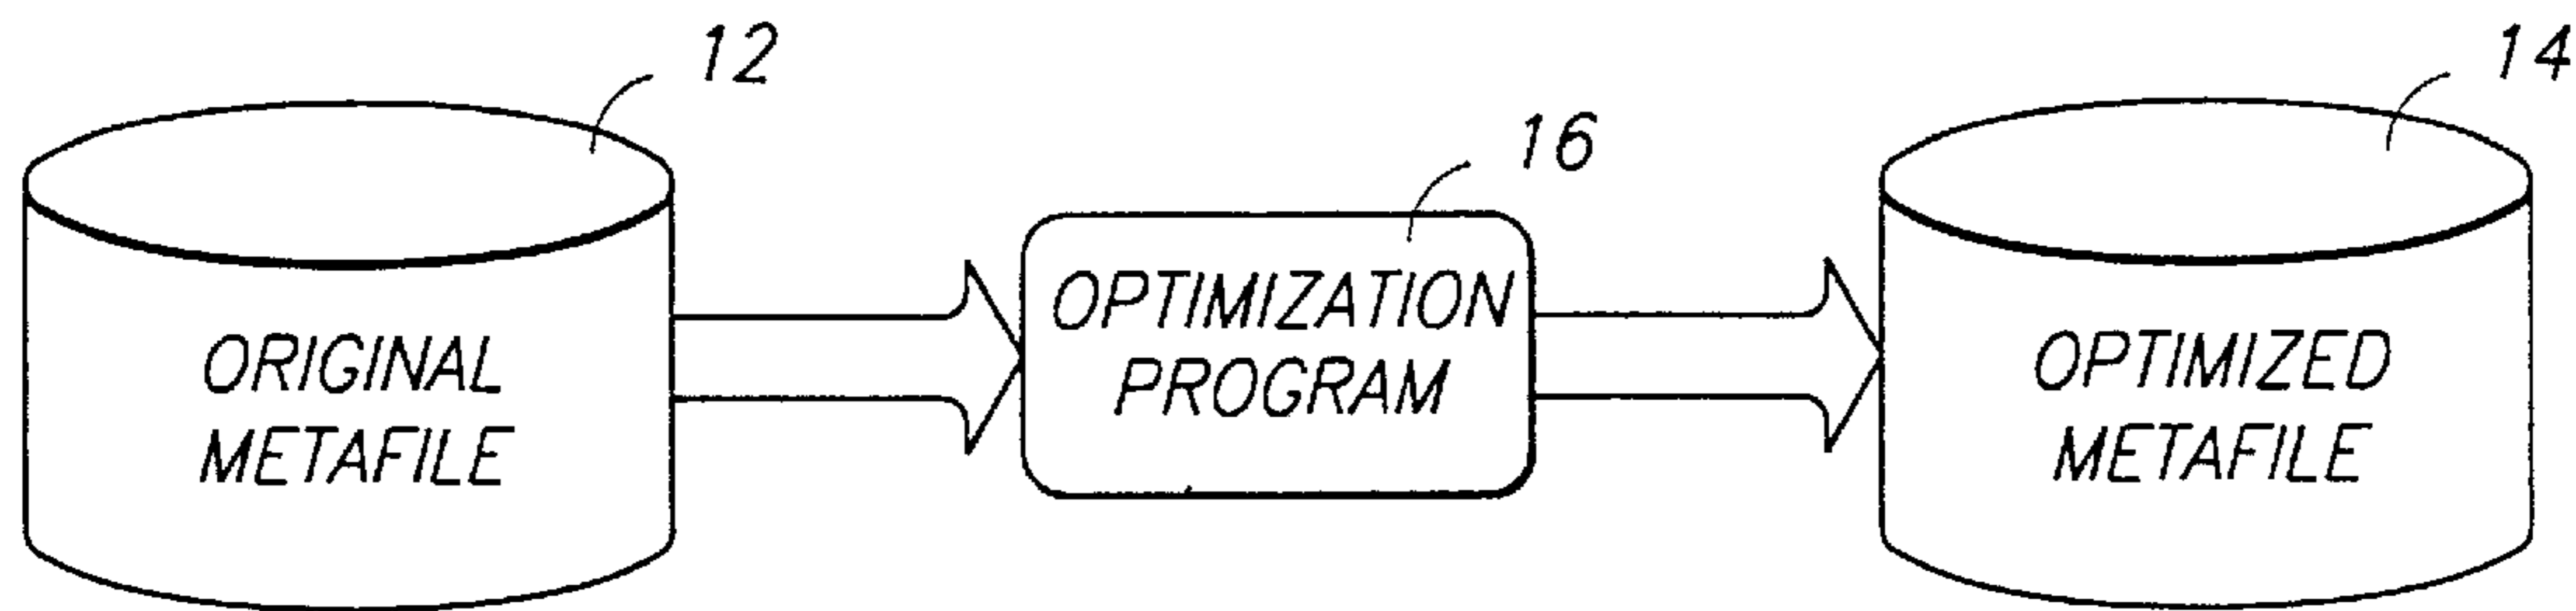 12
14
16
ORIGINAL
METAFILE
OPTIMIZATION
PROGRAM
OPTIMIZED
METAFILE